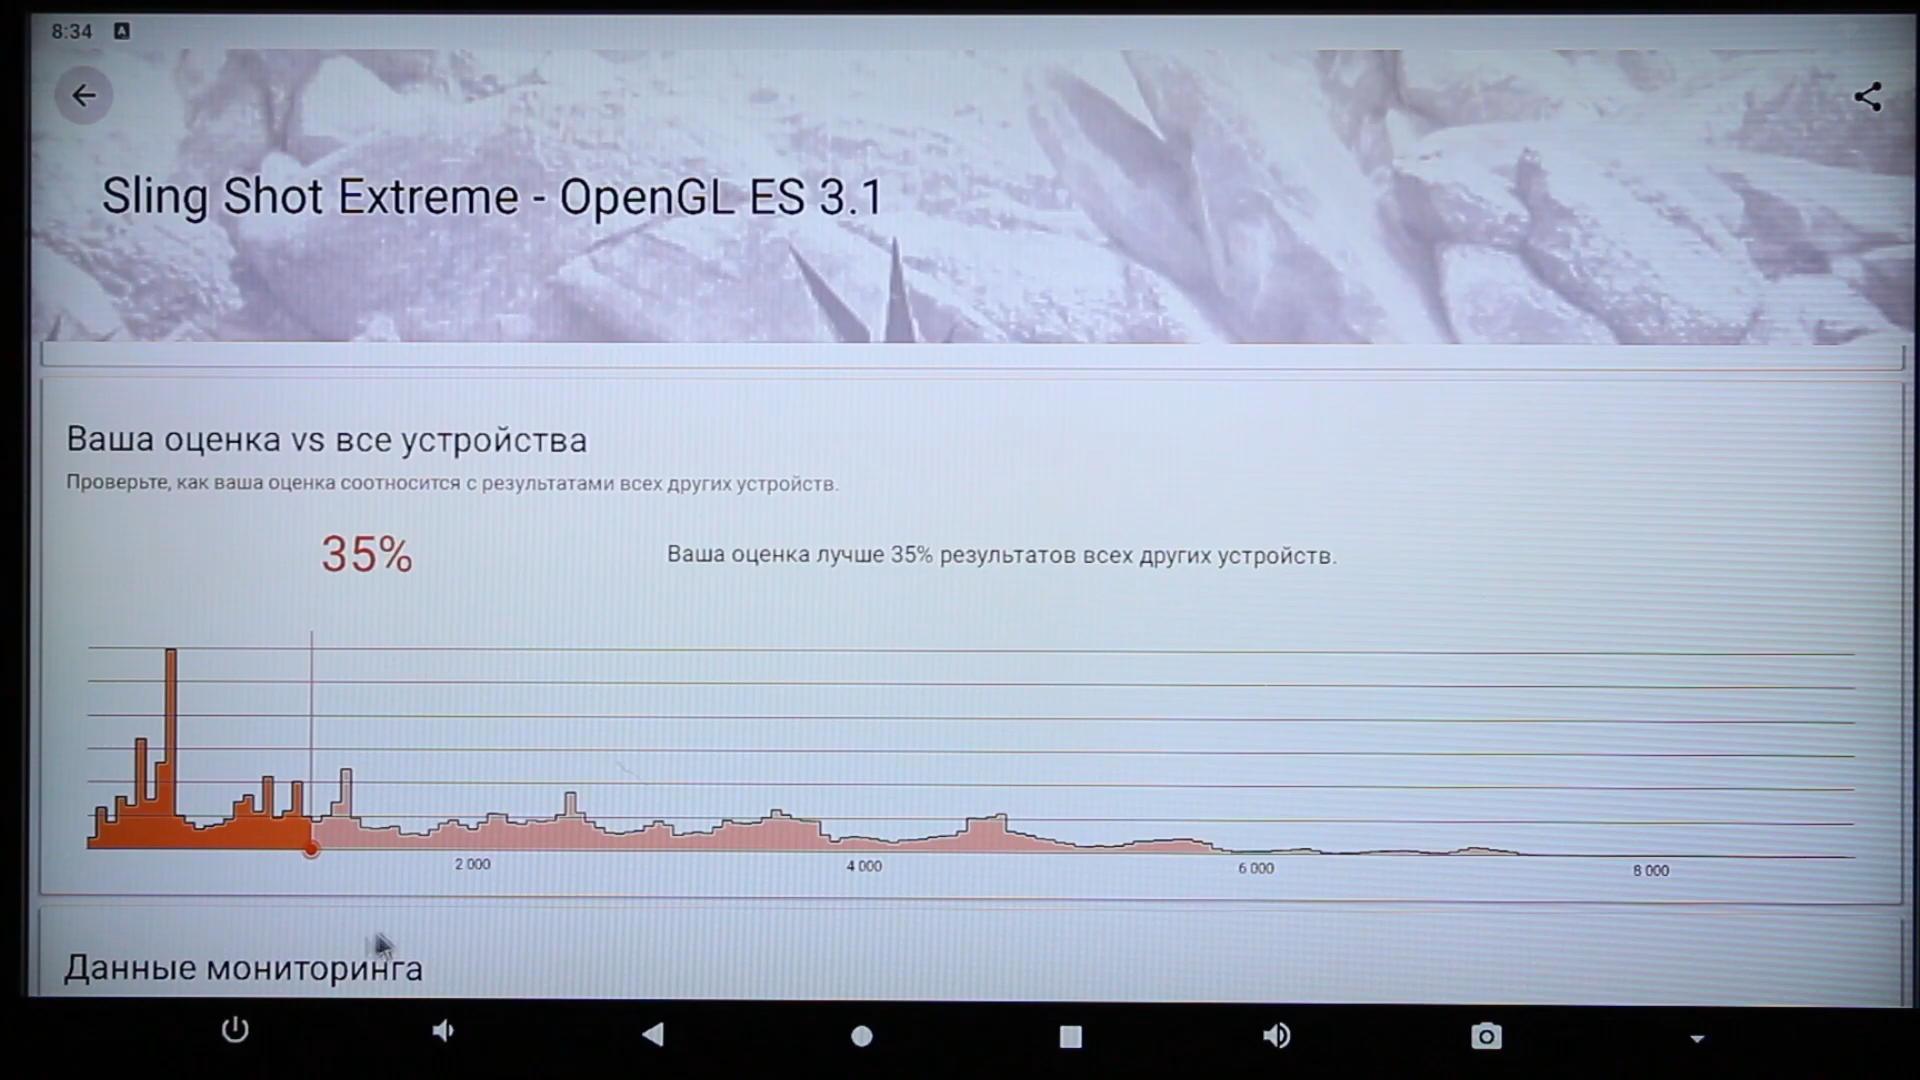 8:34 A
Sling Shot Extreme - OpenGL ES 3.1
Ваша оценка vs все устройства
Проверьте, как ваша оценка соотносится с результатами всех других устройств.
35%
Ваша оценка лучше 35% результатов всех других устройств.
2 000 4 000 6 000 8 000
Данные мониторинга